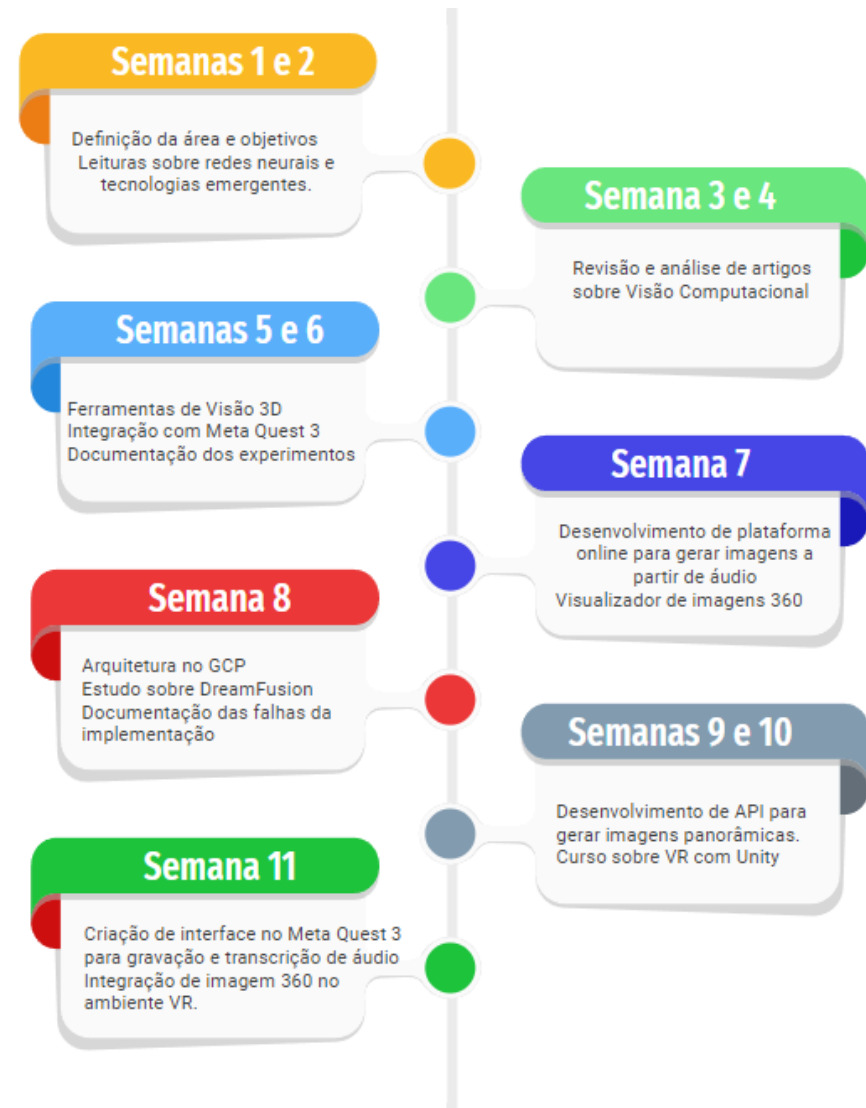 Semanas 1 e 2
Definição da área e objetivos
Leituras sobre redes neurais e
tecnologias emergentes.
Semana 3 e 4
Revisão e análise de artigos
sobre Visão Computacional
Semanas 5 e 6
Ferramentas de Visão 3D
Integração com Meta Quest 3
Documentação dos experimentos
Semana 7
Desenvolvimento de plataforma
online para gerar imagens a
partir de áudio
Visualizador de imagens 360
Semana 8
Arquitetura no GCP
Estudo sobre DreamFusion
Documentação das falhas da
implementação
Semanas 9 e 10
Desenvolvimento de API para
gerar imagens panorâmicas.
Curso sobre VR com Unity
Semana 11
Criação de interface no Meta Quest 3
para gravação e transcrição de áudio
Integração de imagem 360 no
ambiente VR.